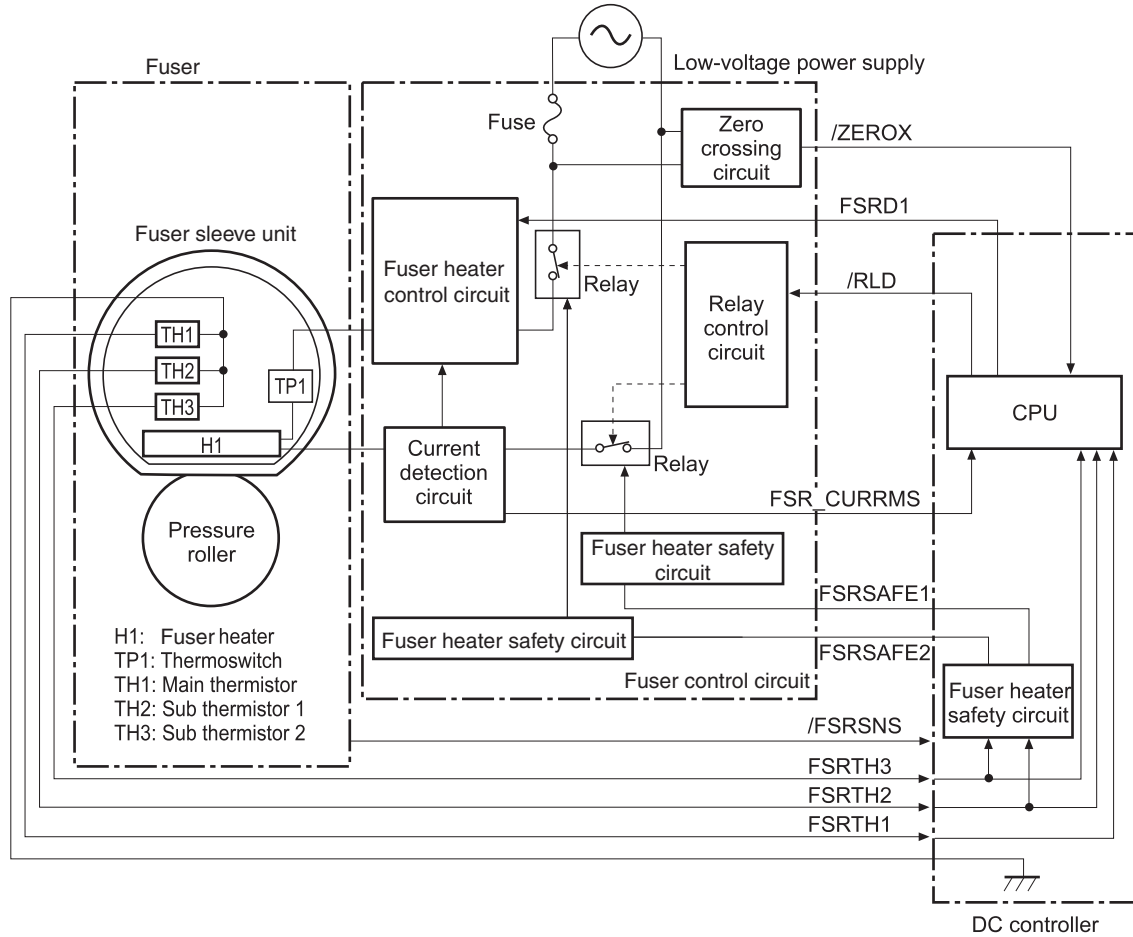 Fuser
Low-voltage power supply
Fuse
Zero
crossing
circuit
/ZEROX
FSRD1
Fuser sleeve unit
Fuser heater
control circuit
Relay
/RLD
Relay
control
circuit
TH1
TH2
TH3
TP1
H1
CPU
Current
detection
circuit
Relay
FSR_CURRMS
Pressure
roller
Fuser heater safety
circuit
FSRSAFE1
Fuser heater safety circuit
FSRSAFE2
Fuser control circuit
Fuser heater
safety circuit
H1: Fuser heater
TP1: Thermoswitch
TH1: Main thermistor
TH2: Sub thermistor 1
TH3: Sub thermistor 2
/FSRSNS
FSRTH3
FSRTH2
FSRTH1
DC controller